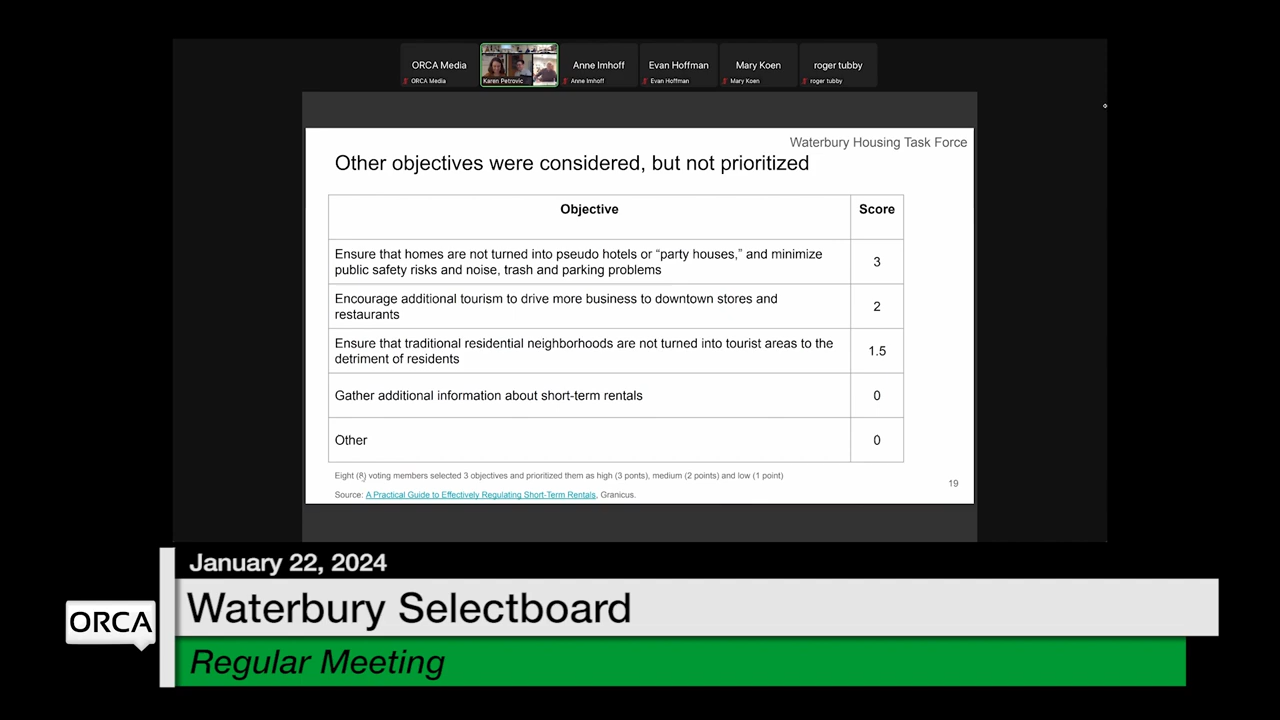 ORCA Media
Anne Imhoff
Evan Hoffman
Mary Koen
roger tubby
ORCA Media
Karen Petrovic
Anne Imhoff
Evan Hoffman
Mary Koen
roger tubby
Waterbury Housing Task Force
Other objectives were considered, but not prioritized
Objective
Score
Ensure that homes are not turned into pseudo hotels or “party houses,” and minimize
public safety risks and noise, trash and parking problems
3
Encourage additional tourism to drive more business to downtown stores and
restaurants
2
Ensure that traditional residential neighborhoods are not turned into tourist areas to the
detriment of residents
1.5
Gather additional information about short-term rentals
0
Other
0
Eight (8) voting members selected 3 objectives and prioritized them as high (3 ponts), medium (2 points) and low (1 point)
Source: A Practical Guide to Effectively Regulating Short-Term Rentals, Granicus.
19
January 22, 2024
ORCA
Waterbury Selectboard
Regular Meeting